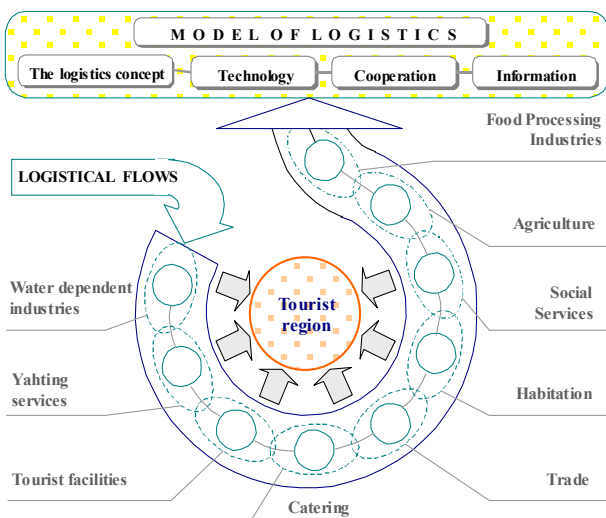 MODEL OF LOGISTICS
The logistics concept
Technology
Cooperation
Information
Food Processing
Industries
LOGISTICAL FLOWS
Agriculture
Water dependent
industries
Tourist
region
Social
Services
Yahting
services
Habitation
Tourist facilities
Trade
Catering